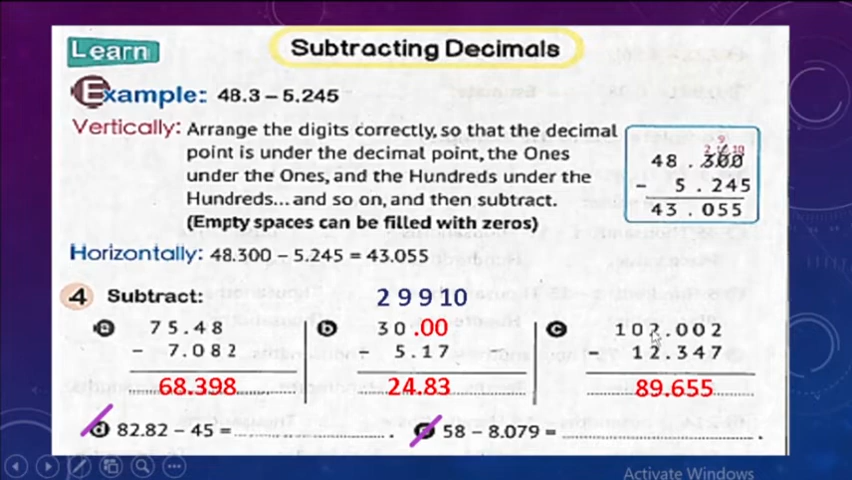 Learn
Subtracting Decimals
Example: 48.3 – 5.245
Vertically: Arrange the digits correctly, so that the decimal
point is under the decimal point, the Ones
under the Ones, and the Hundreds under the
Hundreds... and so on, and then subtract.
(Empty spaces can be filled with zeros)
9
2 10 10
48.300
- 5.245
43.055
Horizontally: 48.300 – 5.245 = 43.055
4 Subtract:
2 9 9 10
a 75.48
- 7.082
68.398
b 30.00
- 5.17
24.83
c 102.002
- 12.347
89.655
d 82.82 – 45 =
58 – 8.079 =
Activate Windows